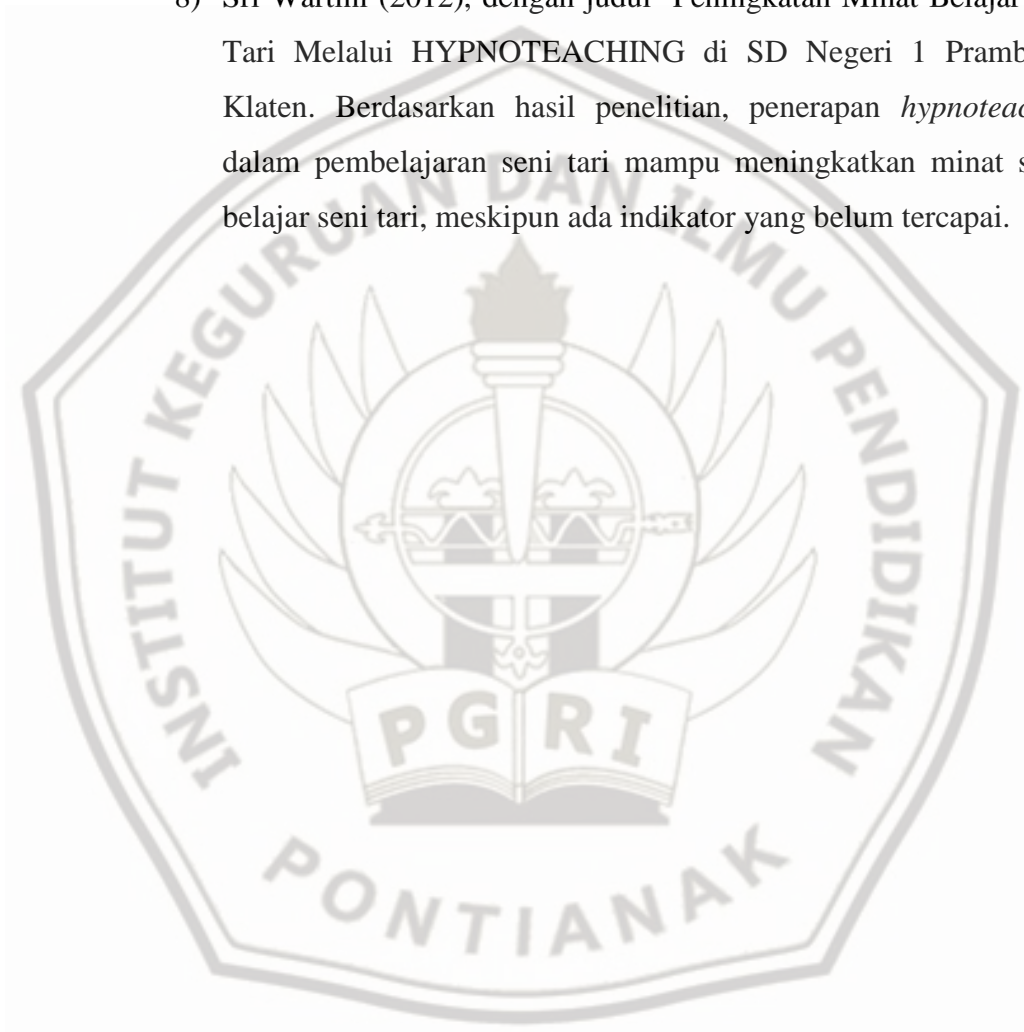 8) Sri Wartini (2012), dengan judul Peningkatan Minat Belajar
Tari Melalui HYPNOTEACHING di SD Negeri 1
Klaten. Berdasarkan hasil penelitian, penerapan
dalam pembelajaran seni tari mampu meningkatkan minat
belajar seni tari, meskipun ada indikator yang belum tercapai.
INSTITUT KEGURUAN DAN ILMU PENDIDIKAN
PGRI
PONTIANAK